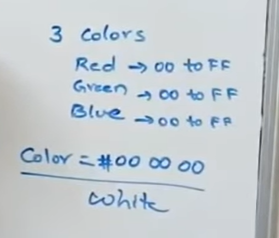 3 Colors
Red → 00 to FF
Green → 00 to FF
Blue → 00 to FF
Color = #00 00 00
white